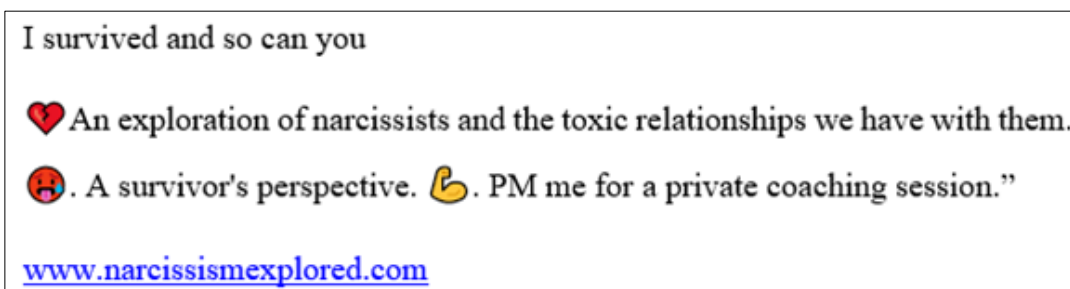 I survived and so can you
💔An exploration of narcissists and the toxic relationships we have with them.
🥵. A survivor's perspective. 💪. PM me for a private coaching session.”
www.narcissismexplored.com